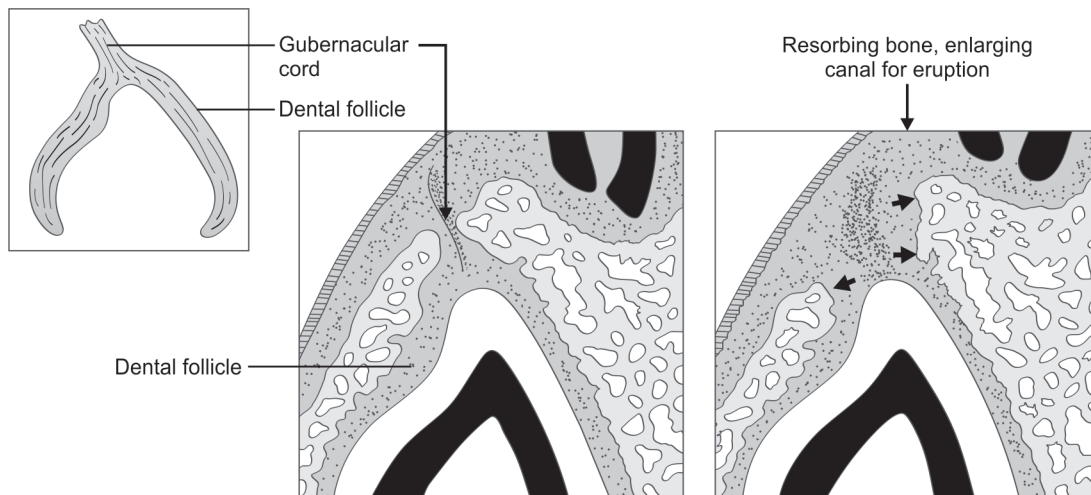 Gubernacular
cord
Dental follicle
Resorbing bone, enlarging
canal for eruption
Dental follicle